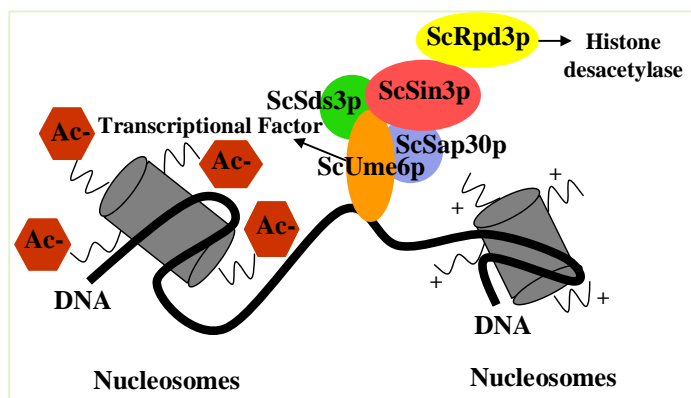 ScRpd3p
Histone
desacetylase
ScSds3p
ScSin3p
Ac-
Transcriptional Factor
ScSap30p
Ac-
ScUme6p
+
+
Ac-
Ac-
+
+
+
DNA
DNA
Nucleosomes
Nucleosomes